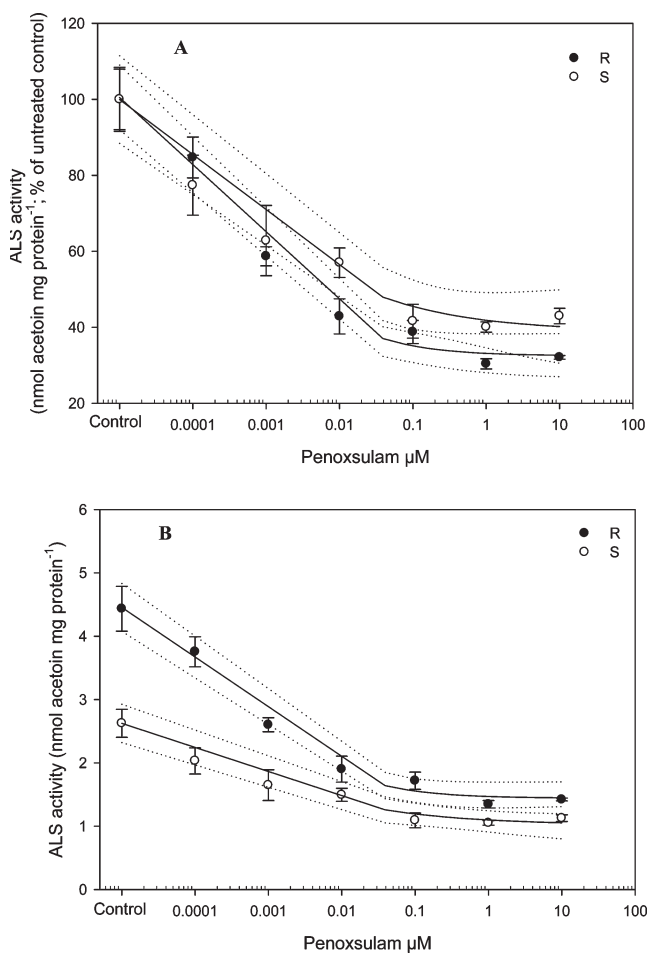 A
R
S
120
100
80
60
40
20
ALS activity
(nmol acetoin mg protein⁻¹; % of untreated control)
Control 0.0001 0.001 0.01 0.1 1 10 100
Penoxsulam µM
B
R
S
6
5
4
3
2
1
0
ALS activity (nmol acetoin mg protein⁻¹)
Control 0.0001 0.001 0.01 0.1 1 10 100
Penoxsulam µM